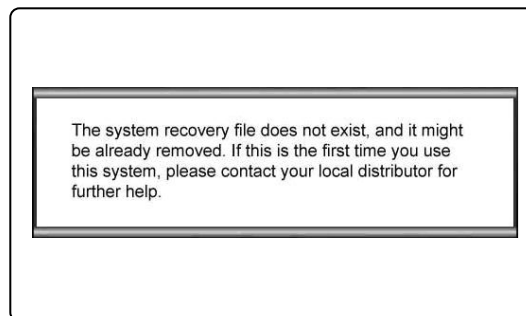 The system recovery file does not exist, and it might
be already removed. If this is the first time you use
this system, please contact your local distributor for
further help.